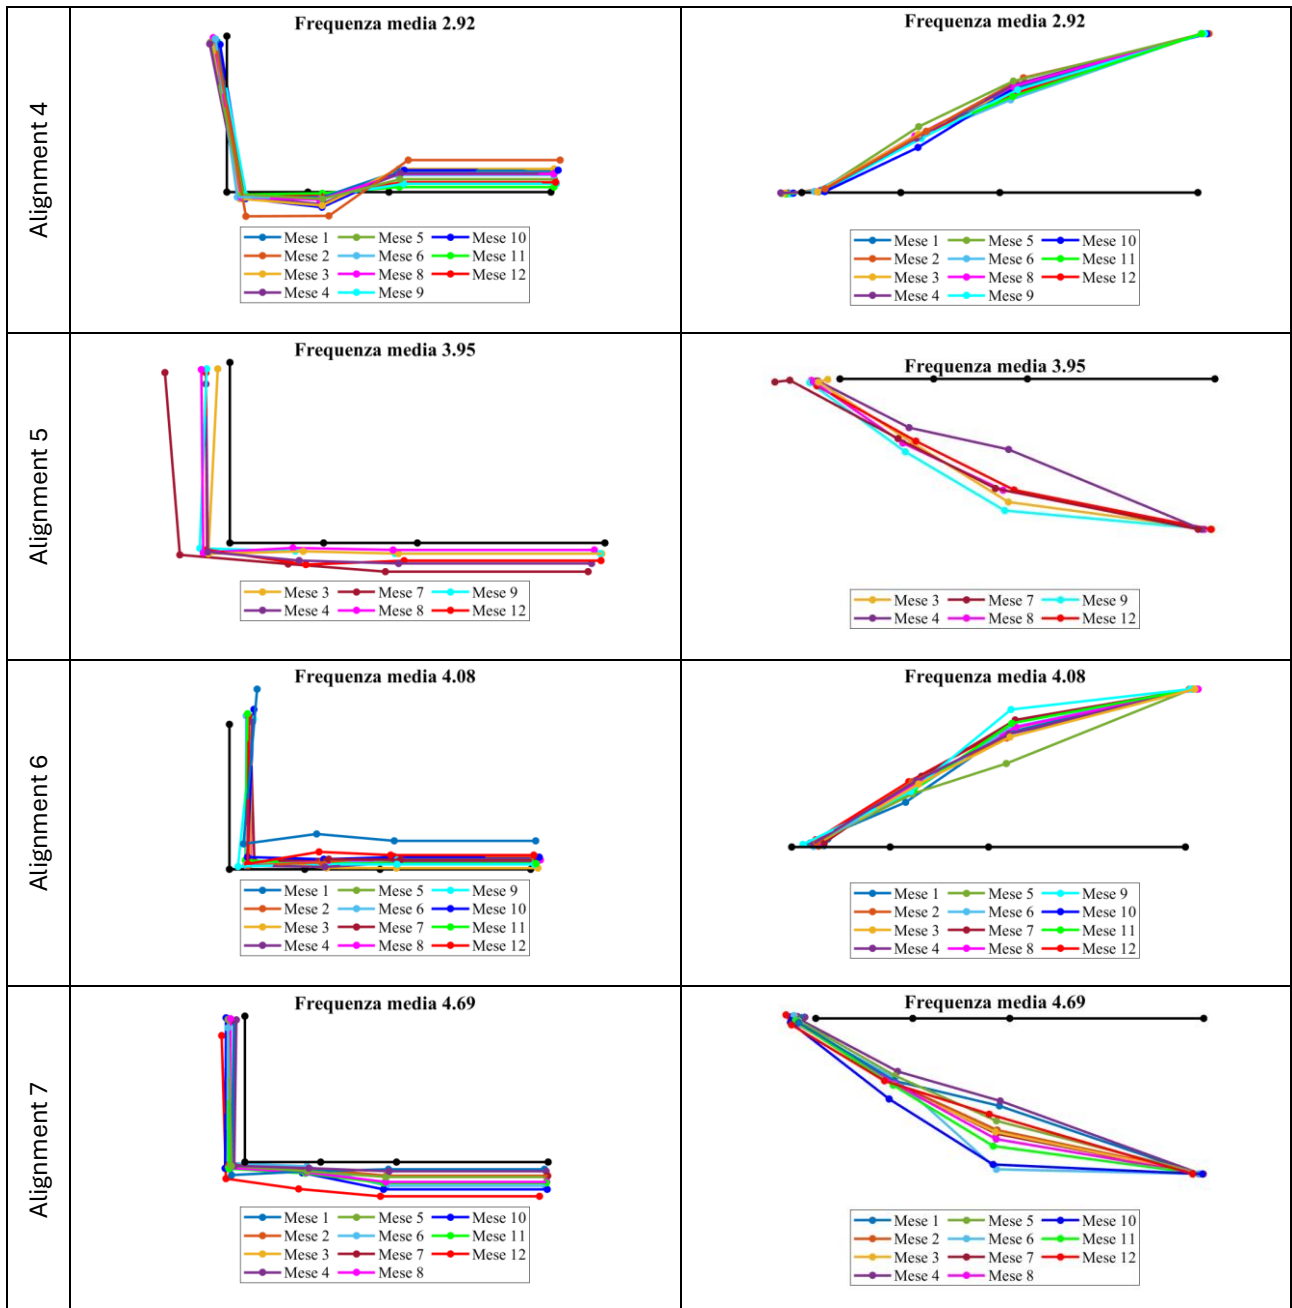 Alignment 4
Frequenza media 2.92
Mese 1 Mese 5 Mese 10
Mese 2 Mese 6 Mese 11
Mese 3 Mese 8 Mese 12
Mese 4 Mese 9
Frequenza media 2.92
Mese 1 Mese 5 Mese 10
Mese 2 Mese 6 Mese 11
Mese 3 Mese 8 Mese 12
Mese 4 Mese 9
Alignment 5
Frequenza media 3.95
Mese 3 Mese 7 Mese 9
Mese 4 Mese 8 Mese 12
Frequenza media 3.95
Mese 3 Mese 7 Mese 9
Mese 4 Mese 8 Mese 12
Alignment 6
Frequenza media 4.08
Mese 1 Mese 5 Mese 9
Mese 2 Mese 6 Mese 10
Mese 3 Mese 7 Mese 11
Mese 4 Mese 8 Mese 12
Frequenza media 4.08
Mese 1 Mese 5 Mese 9
Mese 2 Mese 6 Mese 10
Mese 3 Mese 7 Mese 11
Mese 4 Mese 8 Mese 12
Alignment 7
Frequenza media 4.69
Mese 1 Mese 5 Mese 10
Mese 2 Mese 6 Mese 11
Mese 3 Mese 7 Mese 12
Mese 4 Mese 8
Frequenza media 4.69
Mese 1 Mese 5 Mese 10
Mese 2 Mese 6 Mese 11
Mese 3 Mese 7 Mese 12
Mese 4 Mese 8